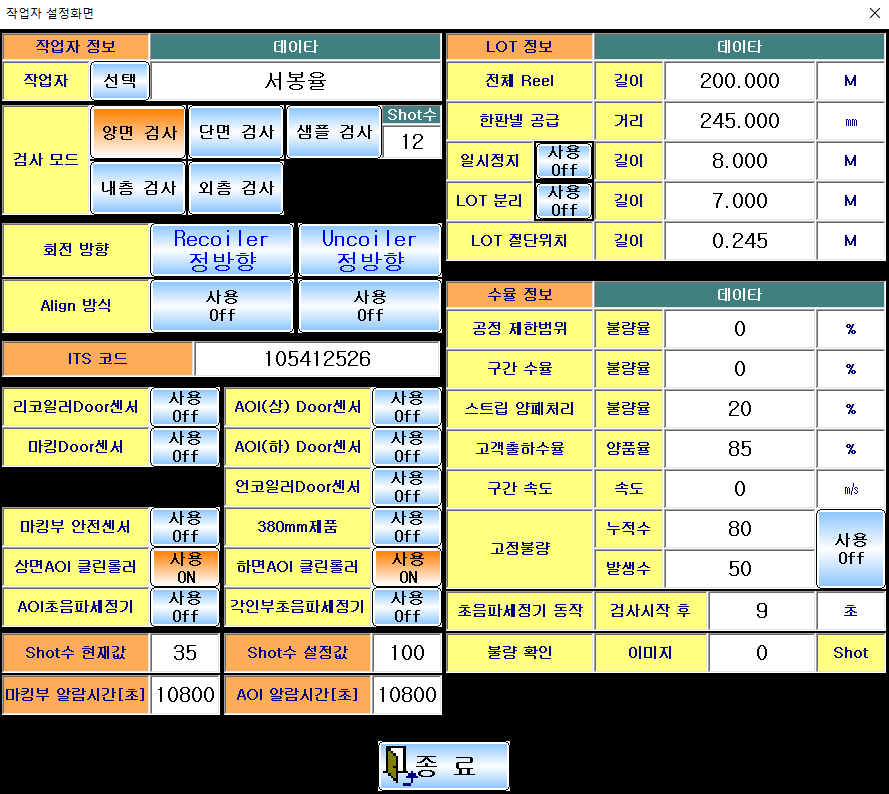 작업자 설정화면
작업자 정보 데이타
작업자 선택 서봉율
검사 모드
양면 검사 단면 검사 샘플 검사
Shot수
12
내층 검사 외층 검사
회전 방향
Recoiler
정방향
Uncoiler
정방향
Align 방식
사용
Off
사용
Off
ITS 코드 105412526
리코일러Door센서
사용
Off
AOI(상) Door센서
사용
Off
마킹Door센서
사용
Off
AOI(하) Door센서
사용
Off
언코일러Door센서
사용
Off
마킹부 안전센서
사용
Off
380mm제품
사용
Off
상면AOI 클린롤러
사용
ON
하면AOI 클린롤러
사용
ON
AOI초음파세정기
사용
Off
각인부초음파세정기
사용
Off
Shot수 현재값 35 Shot수 설정값 100
마킹부 알람시간[초] 10800 AOI 알람시간[초] 10800
LOT 정보 데이타
전체 Reel 길이 200.000 M
한판넬 공급 거리 245.000 mm
일시정지
사용
Off
길이 8.000 M
LOT 분리
사용
Off
길이 7.000 M
LOT 절단위치 길이 0.245 M
수율 정보 데이타
공정 제한범위 불량율 0 %
구간 수율 불량율 0 %
스트립 양폐처리 불량율 20 %
고객출하수율 양품율 85 %
구간 속도 속도 0 m/s
고정불량
누적수 80
발생수 50
사용
Off
초음파세정기 동작 검사시작 후 9 초
불량 확인 이미지 0 Shot
종 료